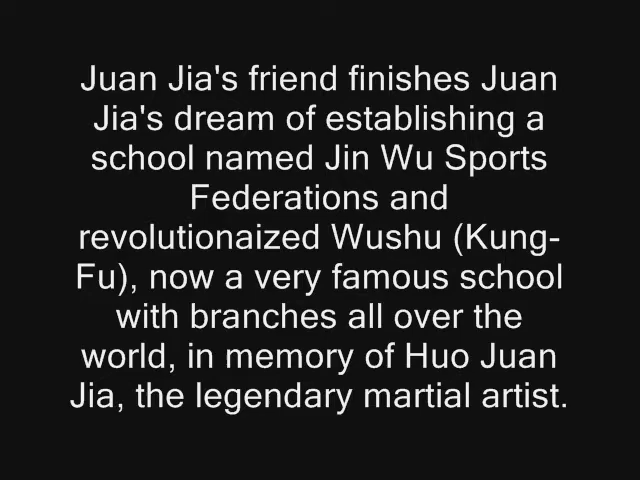 Juan Jia's friend finishes Juan
Jia's dream of establishing a
school named Jin Wu Sports
Federations and
revolutionaized Wushu (Kung-
Fu), now a very famous school
with branches all over the
world, in memory of Huo Juan
Jia, the legendary martial artist.